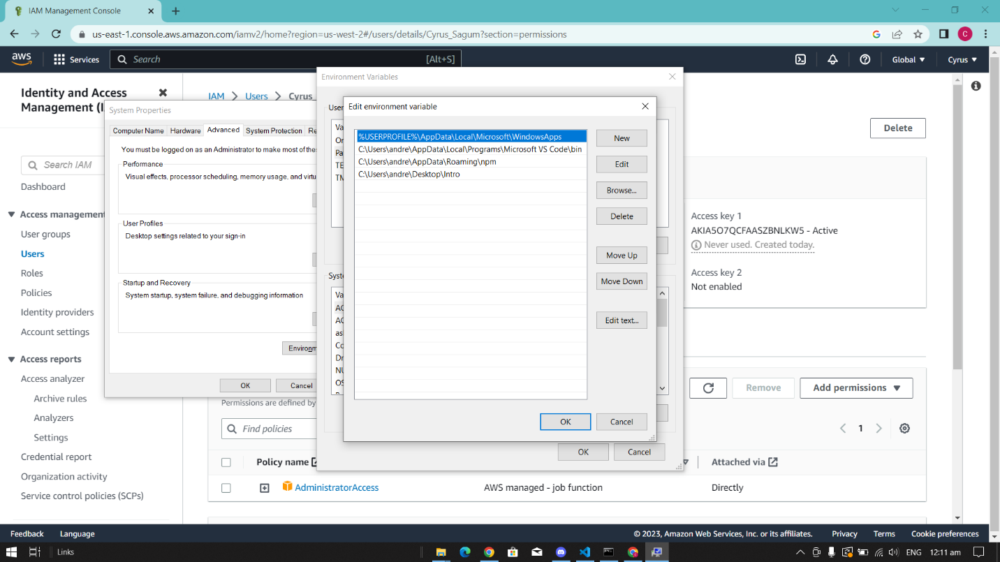 IAM Management Console
us-east-1.console.aws.amazon.com/iamv2/home?region=us-west-2#/users/details/Cyrus_Sagum?section=permissions
C
aws
Services
Search
[Alt+S]
Global
Cyrus
Identity and Access
Management (I
IAM
Users
Cyrus
Delete
Search IAM
Dashboard
Access management
User groups
Users
Roles
Policies
Identity providers
Account settings
Access reports
Access analyzer
Archive rules
Analyzers
Settings
Credential report
Organization activity
Service control policies (SCPs)
System Properties
Computer Name
Hardware
Advanced
System Protection
Re
You must be logged on as an Administrator to make most of thes
Performance
Visual effects, processor scheduling, memory usage, and virtu
User Profiles
Desktop settings related to your sign-in
Startup and Recovery
System startup, system failure, and debugging information
Environm
OK
Cancel
Environment Variables
User
Va
On
Pa
TE
TM
Syste
Va
AC
AC
as
Co
Dr
NU
OS
OK
Cancel
Edit environment variable
%USERPROFILE%\AppData\Local\Microsoft\WindowsApps
C:\Users\andre\AppData\Local\Programs\Microsoft VS Code\bin
C:\Users\andre\AppData\Roaming\npm
C:\Users\andre\Desktop\Intro
New
Edit
Browse...
Delete
Move Up
Move Down
Edit text...
OK
Cancel
Access key 1
AKIA5O7QCFAASZBNLKW5 - Active
Never used. Created today.
Access key 2
Not enabled
Remove
Add permissions
Permissions are defined by
Find policies
1
Policy name
Attached via
AdministratorAccess
AWS managed - job function
Directly
Feedback
Language
© 2023, Amazon Web Services, Inc. or its affiliates.
Privacy
Terms
Cookie preferences
Links
ENG
12:11 am